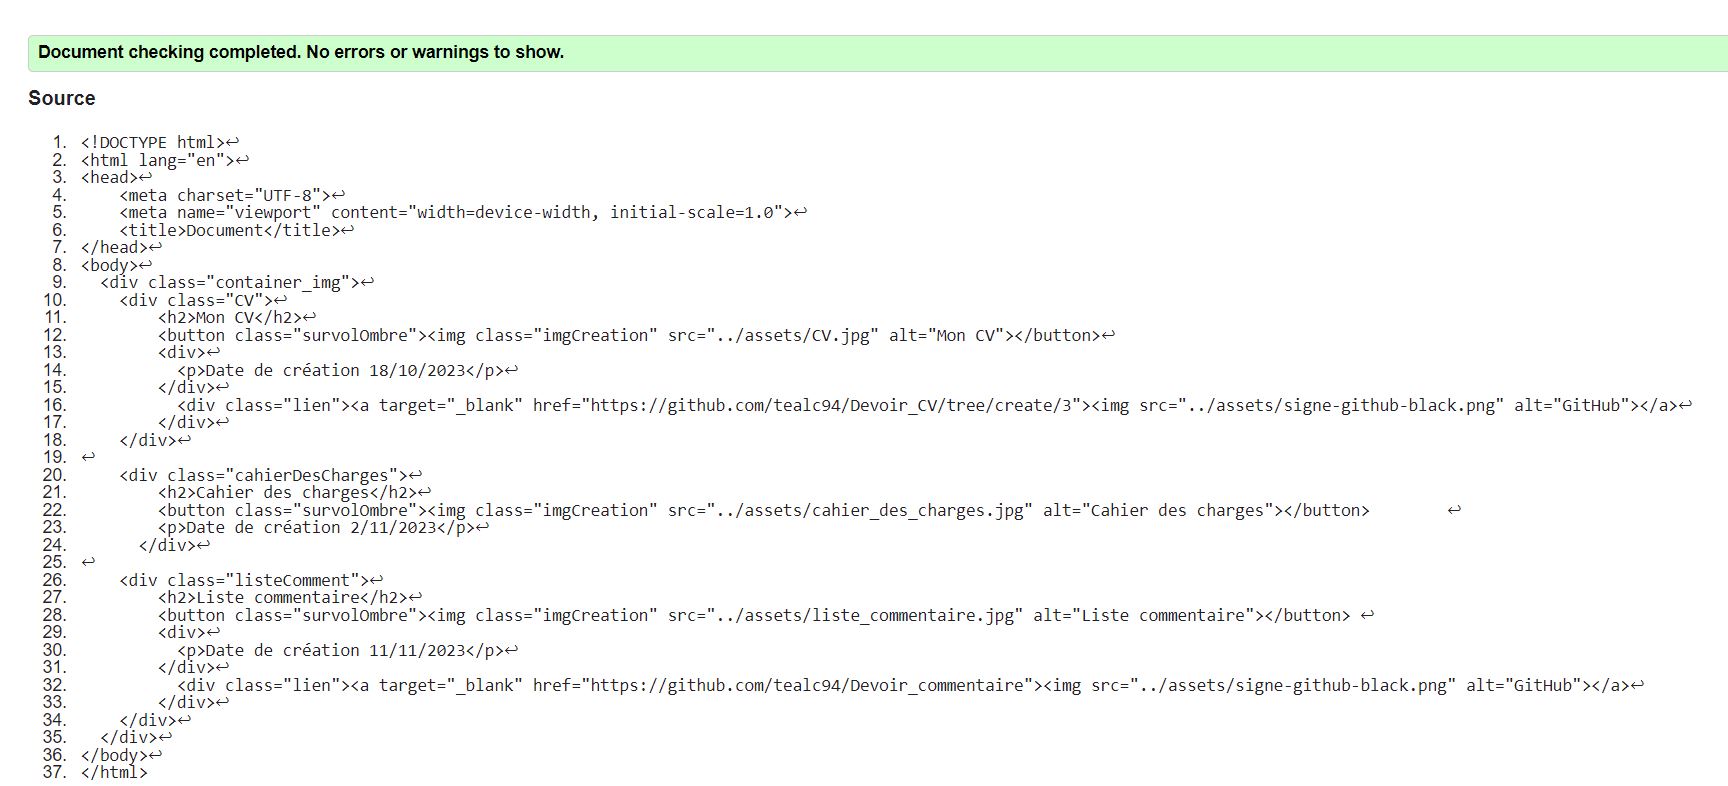 Document checking completed. No errors or warnings to show.
Source
1. <!DOCTYPE html>↩
2. <html lang="en">↩
3. <head>↩
4.     <meta charset="UTF-8">↩
5.     <meta name="viewport" content="width=device-width, initial-scale=1.0">↩
6.     <title>Document</title>↩
7. </head>↩
8. <body>↩
9.   <div class="container_img">↩
10.     <div class="CV">↩
11.         <h2>Mon CV</h2>↩
12.         <button class="survolOmbre"><img class="imgCreation" src="../assets/CV.jpg" alt="Mon CV"></button>↩
13.         <div>↩
14.           <p>Date de création 18/10/2023</p>↩
15.         </div>↩
16.           <div class="lien"><a target="_blank" href="https://github.com/tealc94/Devoir_CV/tree/create/3"><img src="../assets/signe-github-black.png" alt="GitHub"></a>↩
17.         </div>↩
18.     </div>↩
19. ↩
20.     <div class="cahierDesCharges">↩
21.         <h2>Cahier des charges</h2>↩
22.         <button class="survolOmbre"><img class="imgCreation" src="../assets/cahier_des_charges.jpg" alt="Cahier des charges"></button>        ↩
23.         <p>Date de création 2/11/2023</p>↩
24.       </div>↩
25. ↩
26.     <div class="listeComment">↩
27.         <h2>Liste commentaire</h2>↩
28.         <button class="survolOmbre"><img class="imgCreation" src="../assets/liste_commentaire.jpg" alt="Liste commentaire"></button> ↩
29.         <div>↩
30.           <p>Date de création 11/11/2023</p>↩
31.         </div>↩
32.           <div class="lien"><a target="_blank" href="https://github.com/tealc94/Devoir_commentaire"><img src="../assets/signe-github-black.png" alt="GitHub"></a>↩
33.         </div>↩
34.     </div>↩
35.   </div>↩
36. </body>↩
37. </html>